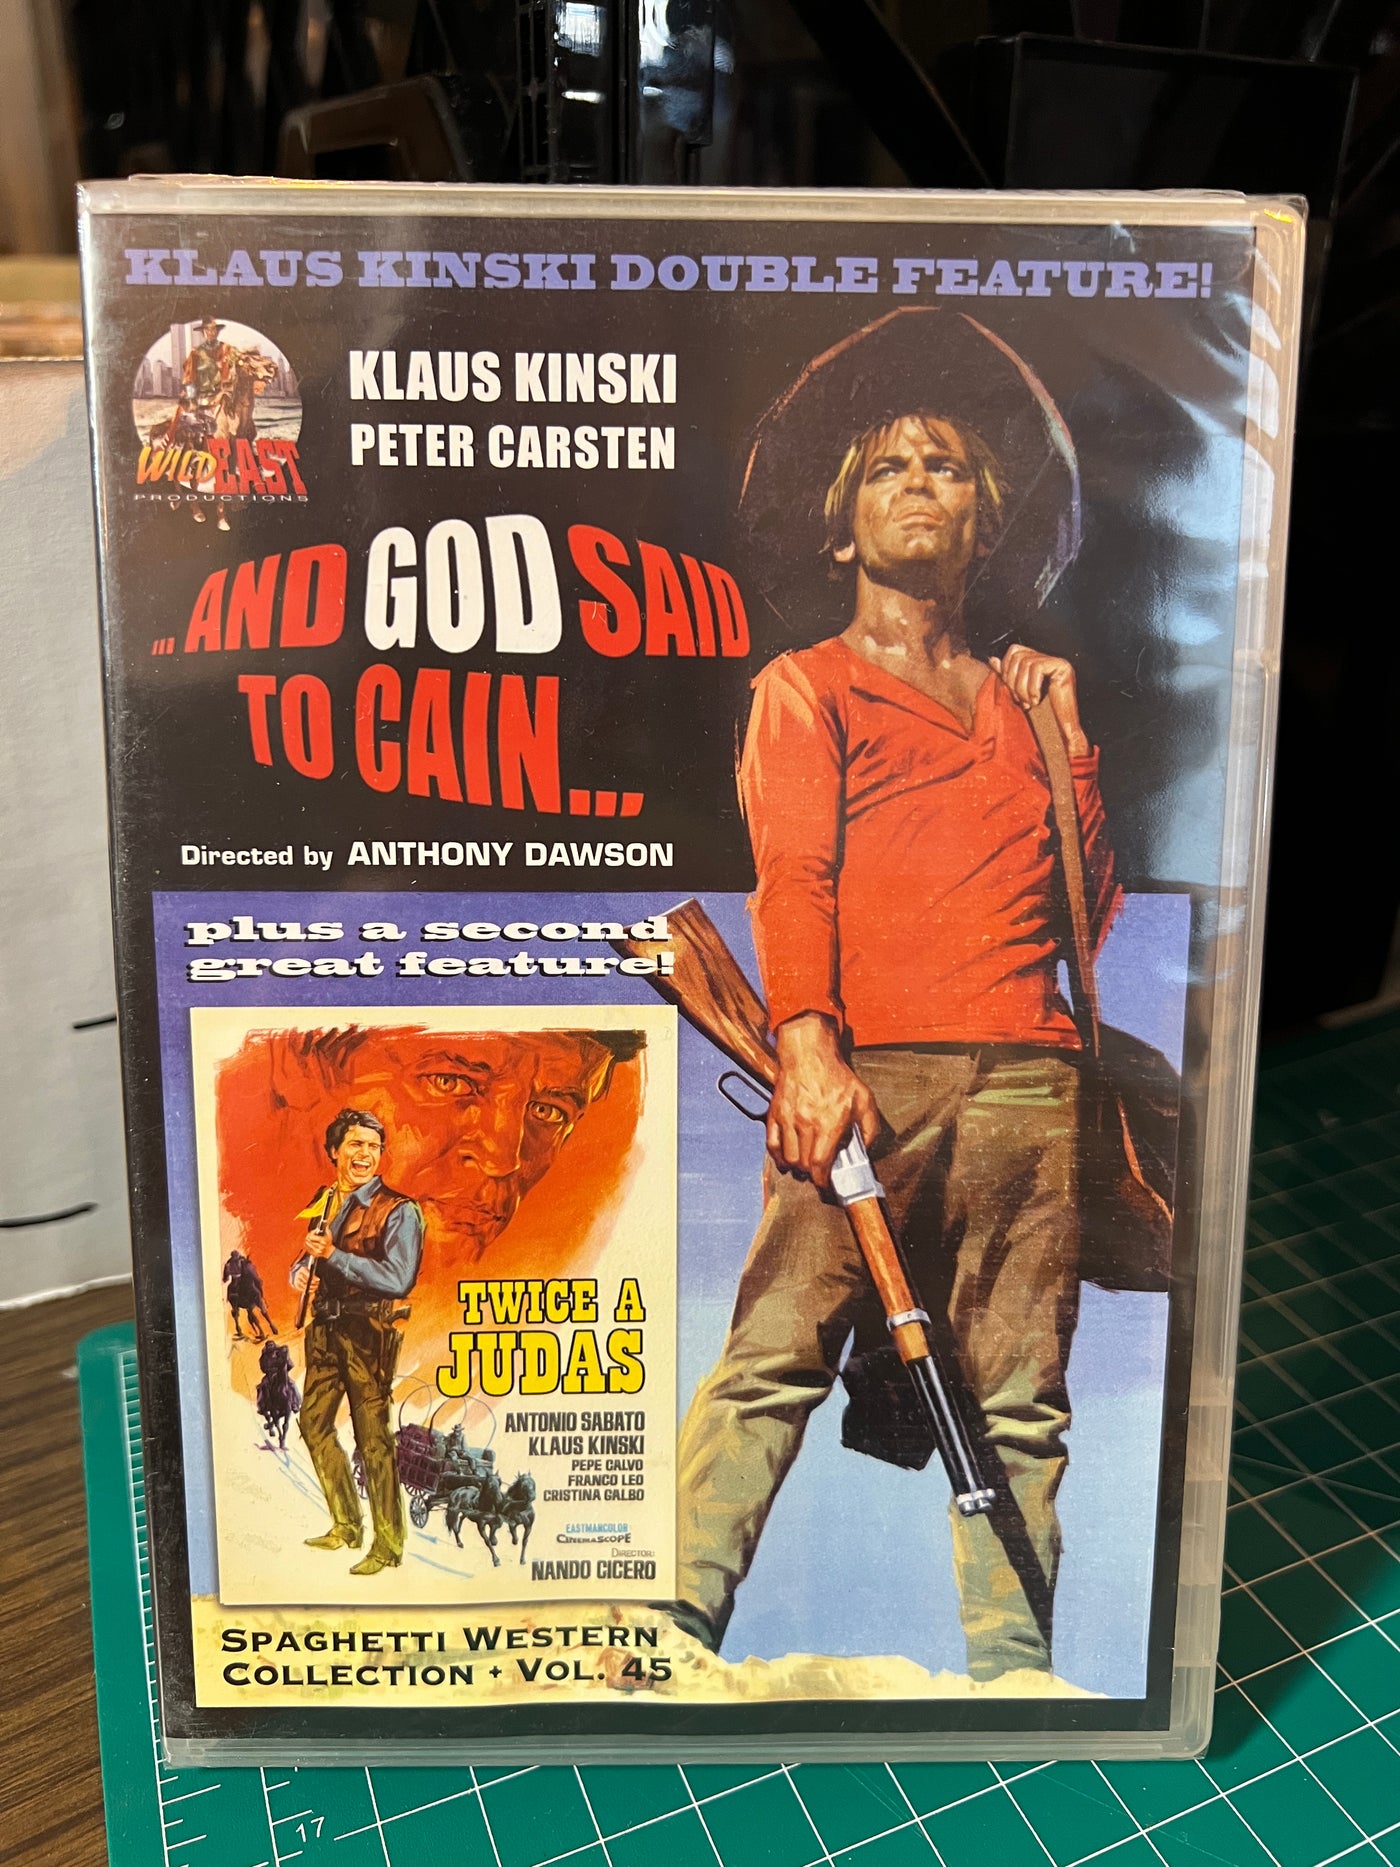 KLAUS KINSKI DOUBLE FEATURE!
WILD EAST
PRODUCTIONS
KLAUS KINSKI
PETER CARSTEN
...AND GOD SAID
TO CAIN...
Directed by ANTHONY DAWSON
plus a second
great feature!
TWICE A
JUDAS
ANTONIO SABATO
KLAUS KINSKI
PEPE CALVO
FRANCO LEO
CRISTINA GALBO
EASTMANCOLOR
CINEMASCOPE
DIRECTOR:
NANDO CICERO
SPAGHETTI WESTERN
COLLECTION • VOL. 45
17